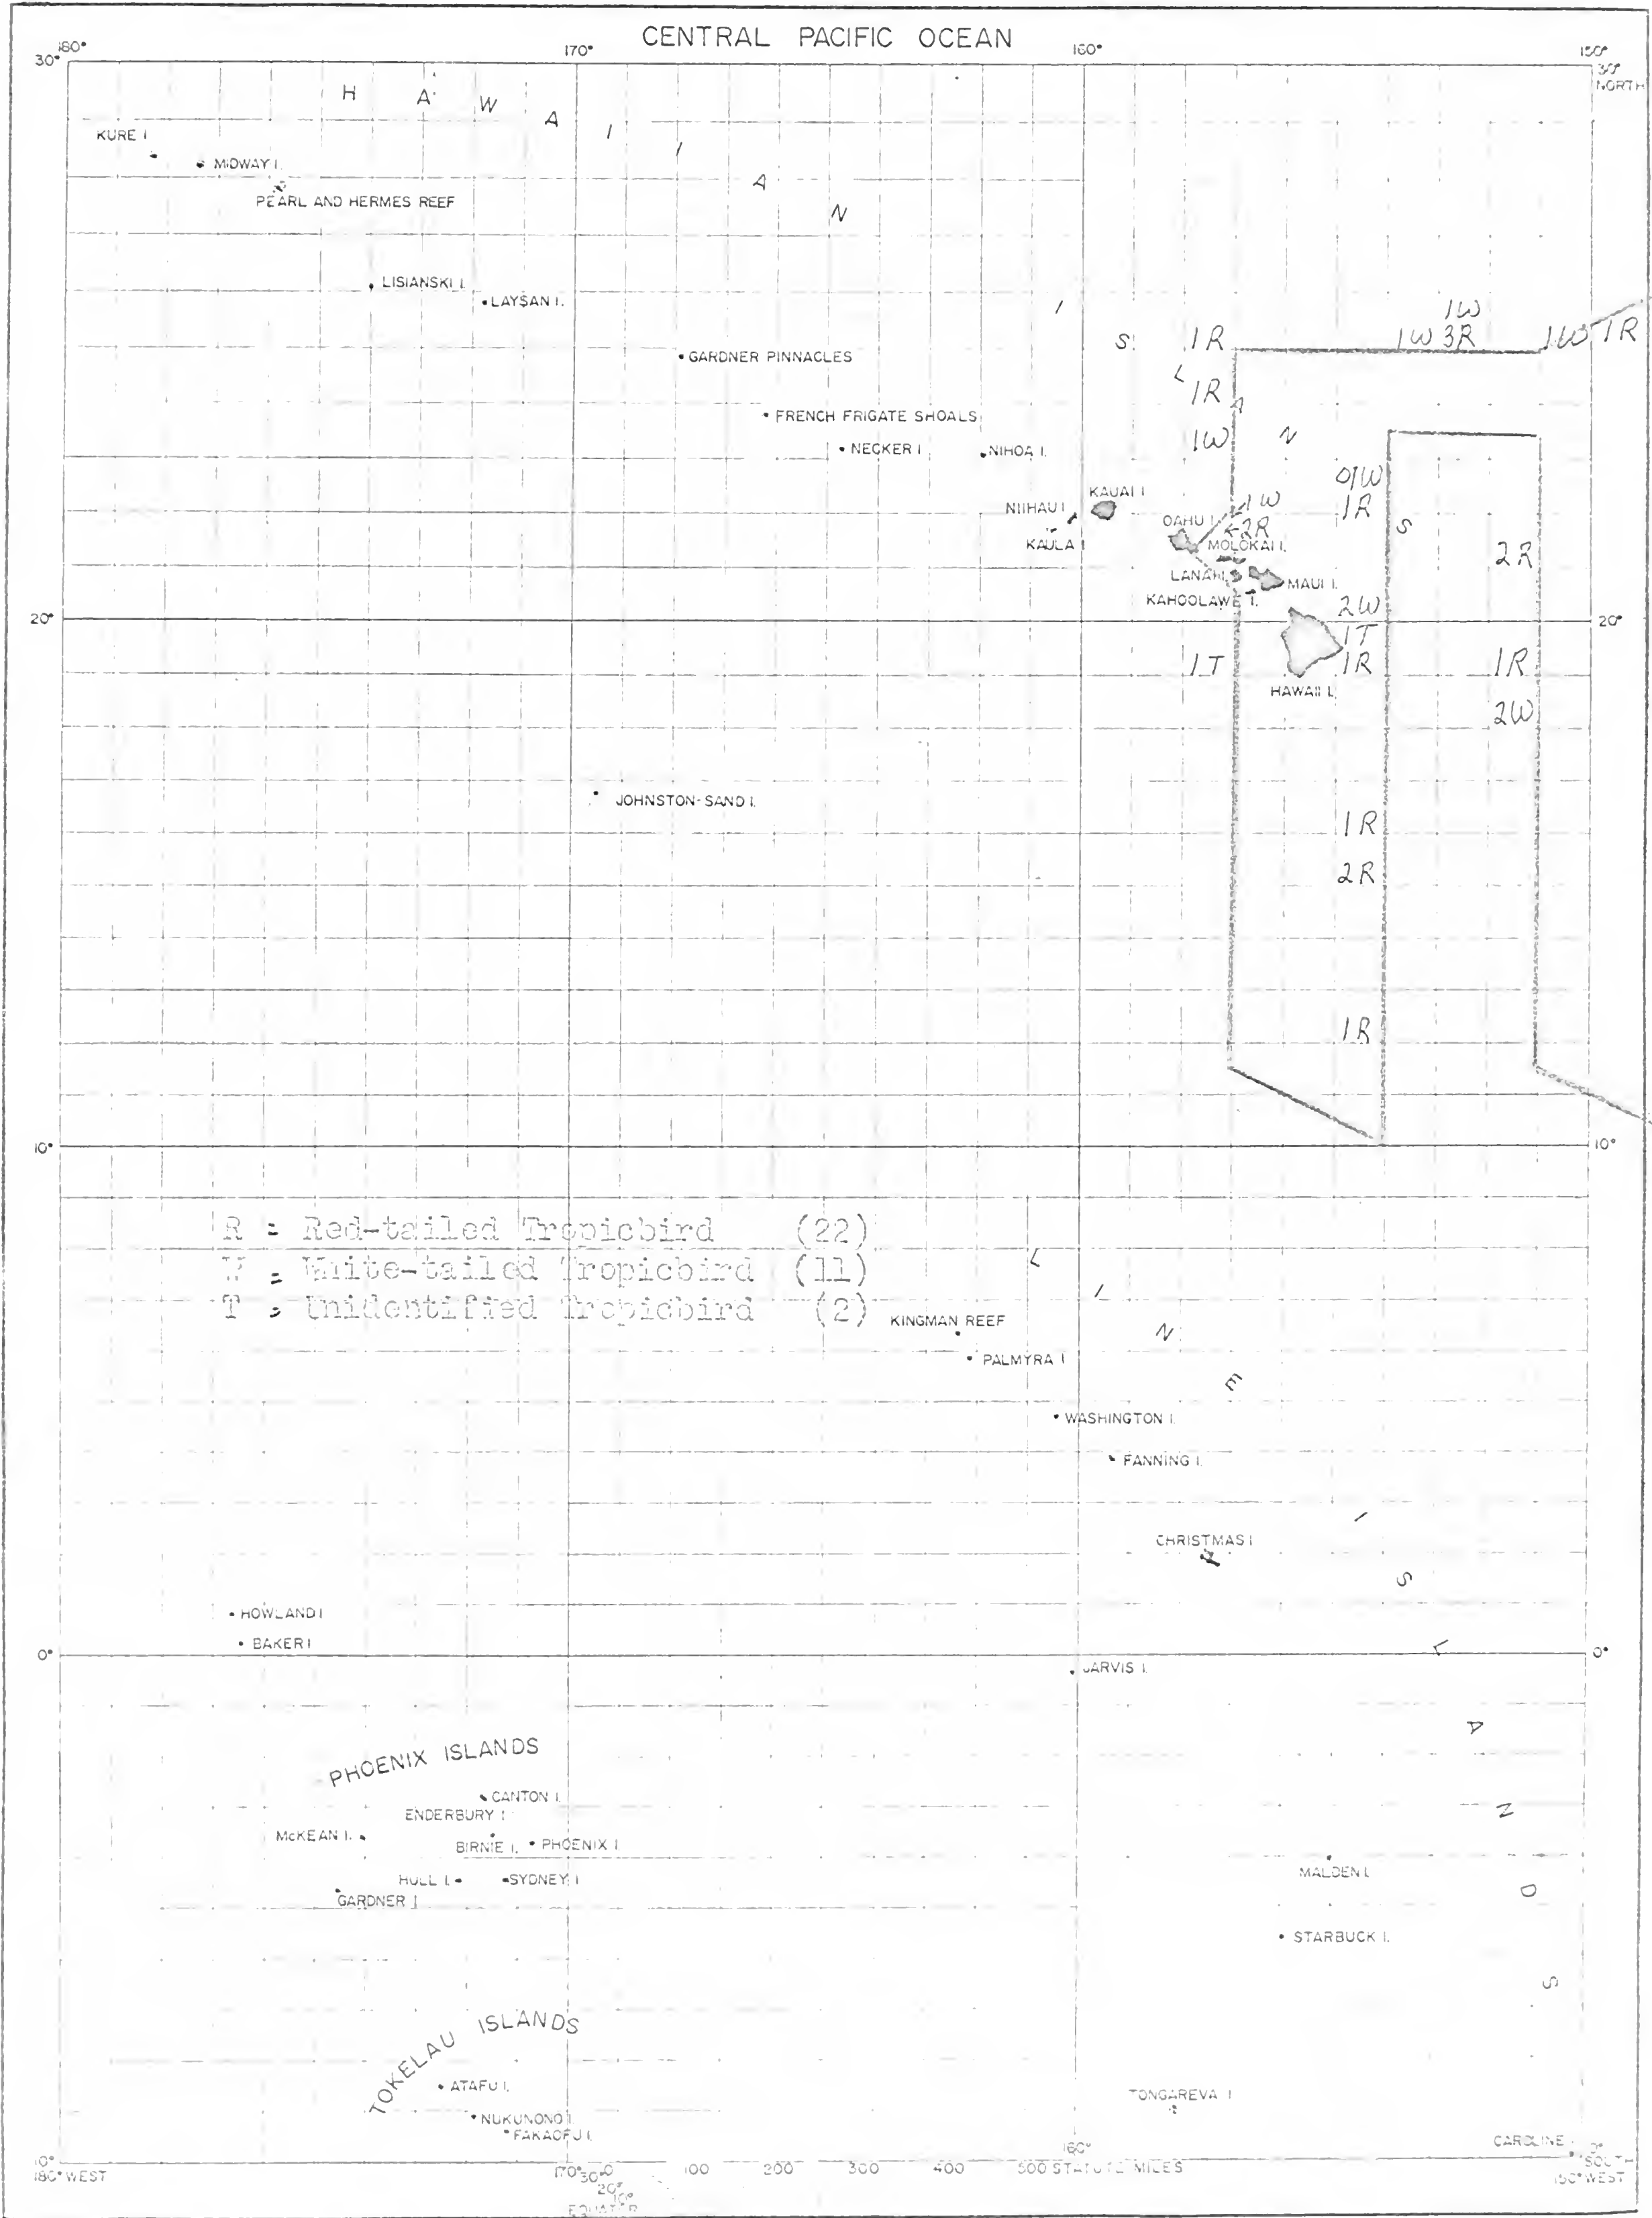 CENTRAL PACIFIC OCEAN
180° 170° 160° 150°
30° 30°
NORTH
H A W A I I A N
KURE I
MIDWAY I.
PEARL AND HERMES REEF
LISIANSKI I.
LAYSAN I.
I S L A N S
1W
1R 1W 3R 1W 1R
GARDNER PINNACLES
1R
FRENCH FRIGATE SHOALS
1W
NECKER I.
NIHOA I.
01W
KAUAI I
NIIHAU I
1W
1R
OAHU I.
2R
KAULA I
MOLOKAI I.
2R
LANAI I.
MAUI I.
KAHOOLAWE I.
2W
20° 20°
1T
1T 1R 1R
HAWAII I.
2W
JOHNSTON-SAND I.
1R
2R
1R
10° 10°
R = Red-tailed Tropicbird (22)
W = White-tailed Tropicbird (11)
T = Unidentified Tropicbird (2)
L I N E I S L A N D S
KINGMAN REEF
PALMYRA I
WASHINGTON I.
FANNING I.
CHRISTMAS I
HOWLAND I
BAKER I
0° 0°
JARVIS I.
PHOENIX ISLANDS
CANTON I.
ENDERBURY I
McKEAN I.
BIRNIE I. PHOENIX I.
MALDEN I.
HULL I. SYDNEY I
GARDNER I
STARBUCK I.
TOKELAU ISLANDS
ATAFU I.
TONGAREVA I
NUKUNONO I.
FAKAOFU I.
CAROLINE
10° 160° 10°
SOUTH
180° WEST 170° 30° 0 100 200 300 400 500 STATUTE MILES 150° WEST
20°
10°
EQUATOR